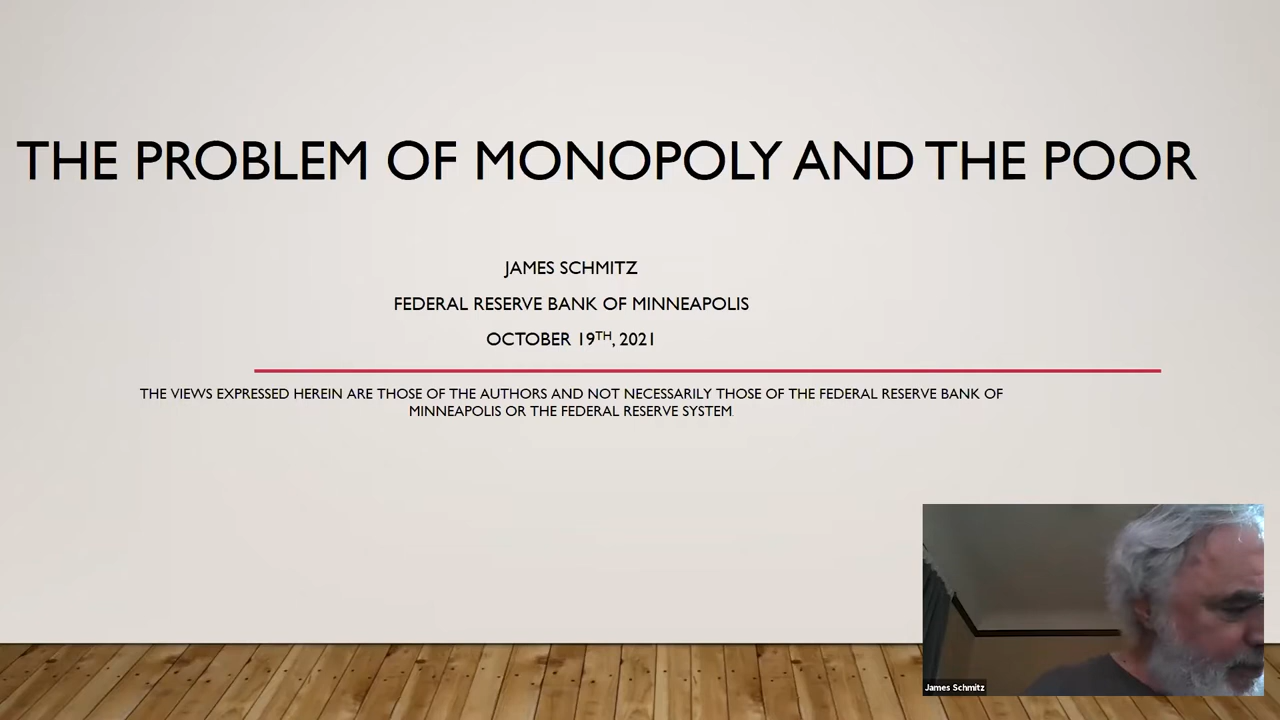 THE PROBLEM OF MONOPOLY AND THE POOR
JAMES SCHMITZ
FEDERAL RESERVE BANK OF MINNEAPOLIS
OCTOBER 19TH, 2021
THE VIEWS EXPRESSED HEREIN ARE THOSE OF THE AUTHORS AND NOT NECESSARILY THOSE OF THE FEDERAL RESERVE BANK OF
MINNEAPOLIS OR THE FEDERAL RESERVE SYSTEM.
James Schmitz